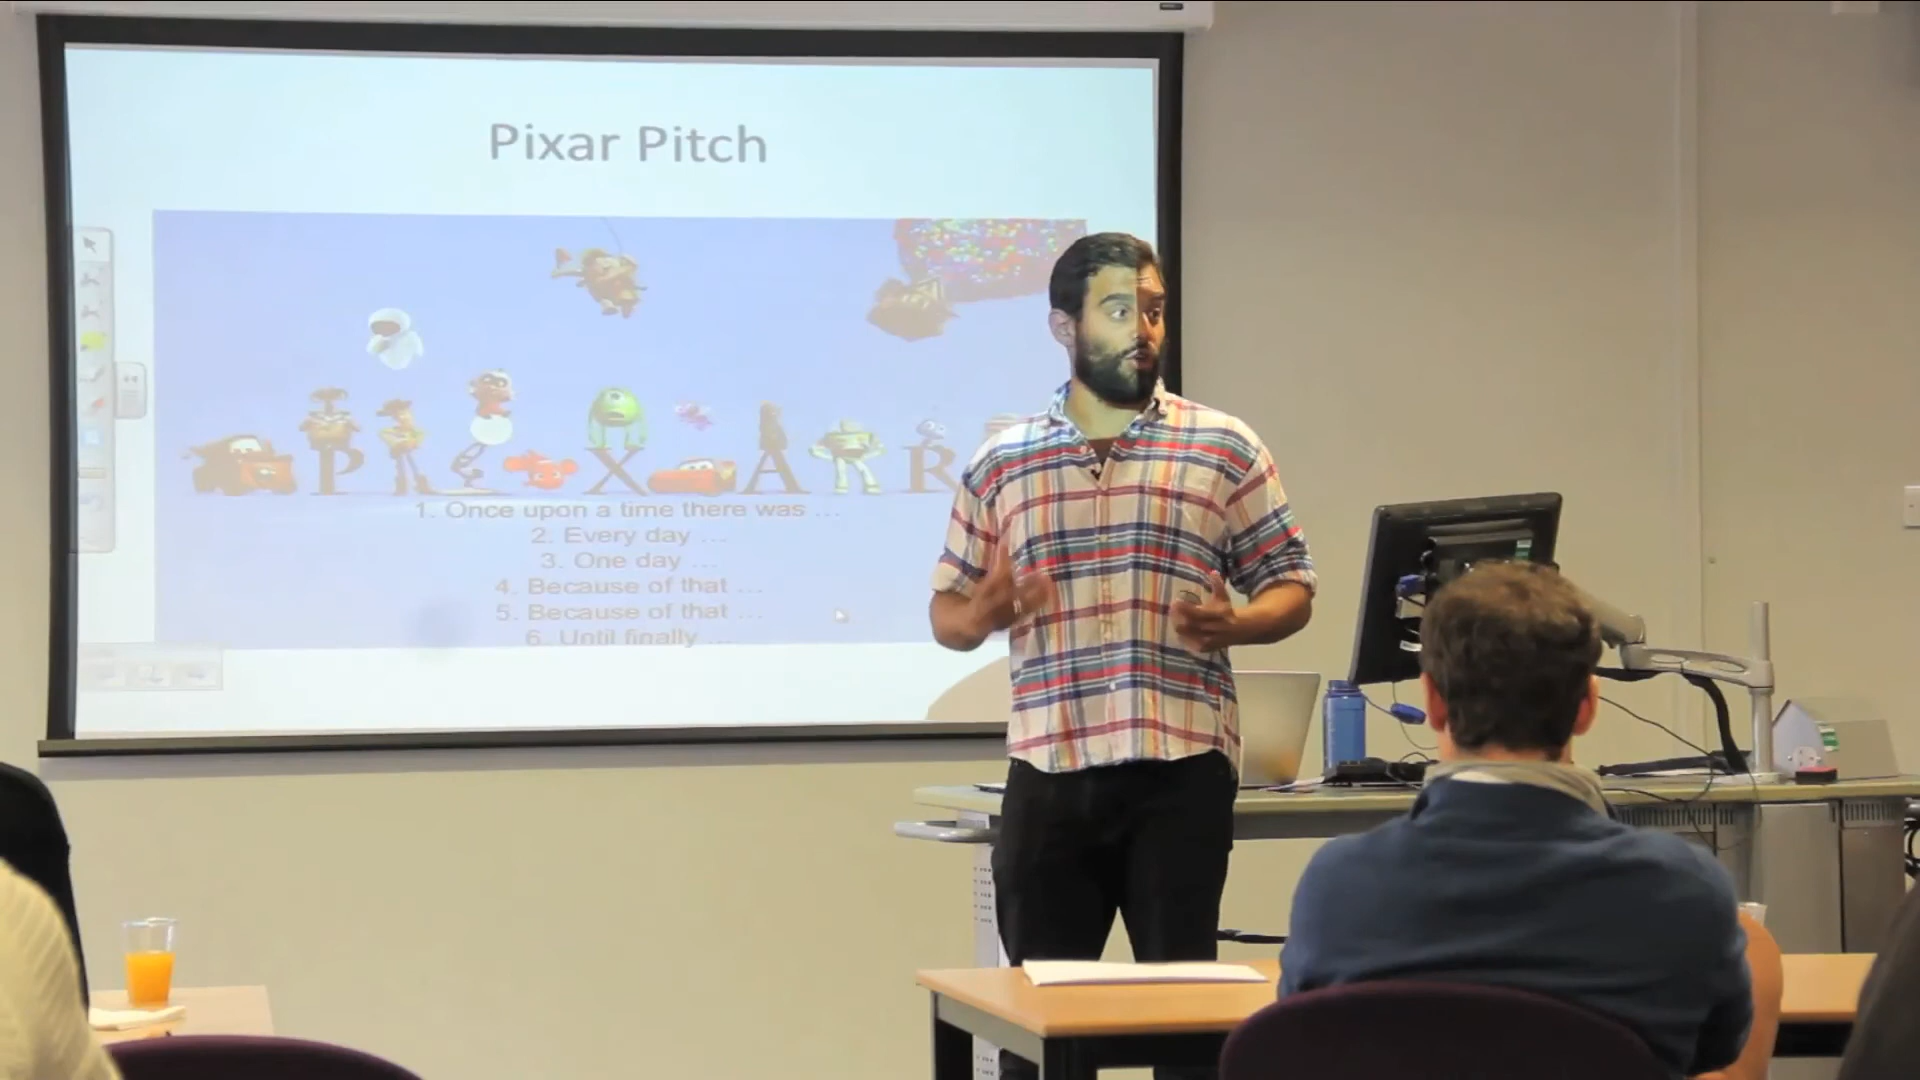 Pixar Pitch
PIXAR
1. Once upon a time there was ...
2. Every day ...
3. One day ...
4. Because of that ...
5. Because of that ...
6. Until finally ...